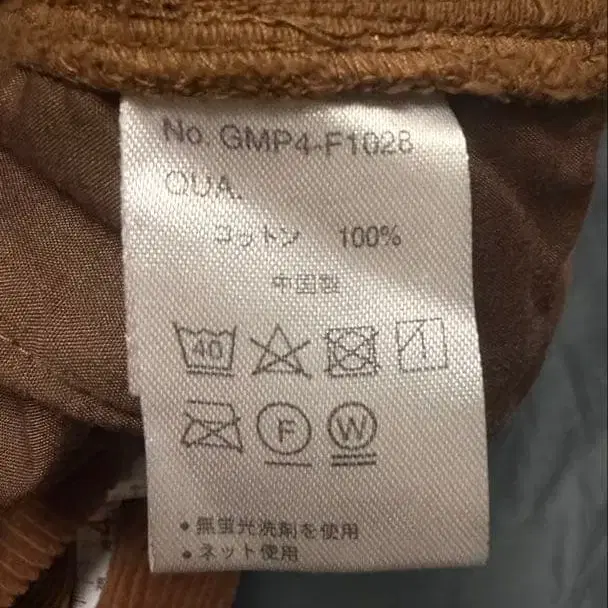 No. GMP4-F1028
QUA.
コットン 100%
中国製
40
F
W
• 無蛍光洗剤を使用
• ネット使用